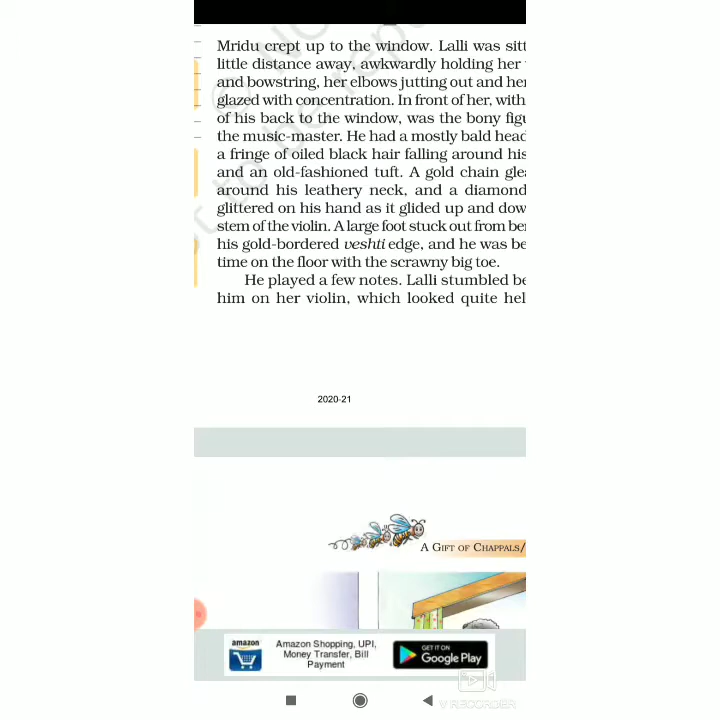 Mridu crept up to the window. Lalli was sitt
little distance away, awkwardly holding her
and bowstring, her elbows jutting out and her
glazed with concentration. In front of her, with
of his back to the window, was the bony figu
the music-master. He had a mostly bald head
a fringe of oiled black hair falling around his
and an old-fashioned tuft. A gold chain glea
around his leathery neck, and a diamond
glittered on his hand as it glided up and dow
stem of the violin. A large foot stuck out from be
his gold-bordered veshti edge, and he was be
time on the floor with the scrawny big toe.
He played a few notes. Lalli stumbled be
him on her violin, which looked quite hel
2020-21
A GIFT OF CHAPPALS/
amazon
Amazon Shopping, UPI,
Money Transfer, Bill
Payment
GET IT ON
Google Play
V RECORDER